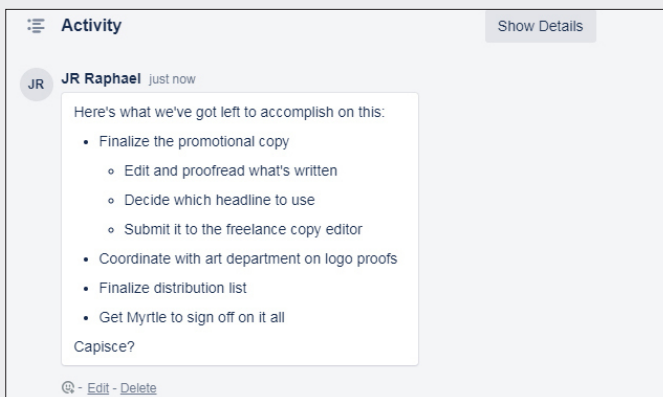 Activity
Show Details
JR
JR Raphael just now
Here's what we've got left to accomplish on this:
• Finalize the promotional copy
◦ Edit and proofread what's written
◦ Decide which headline to use
◦ Submit it to the freelance copy editor
• Coordinate with art department on logo proofs
• Finalize distribution list
• Get Myrtle to sign off on it all
Capisce?
- Edit - Delete